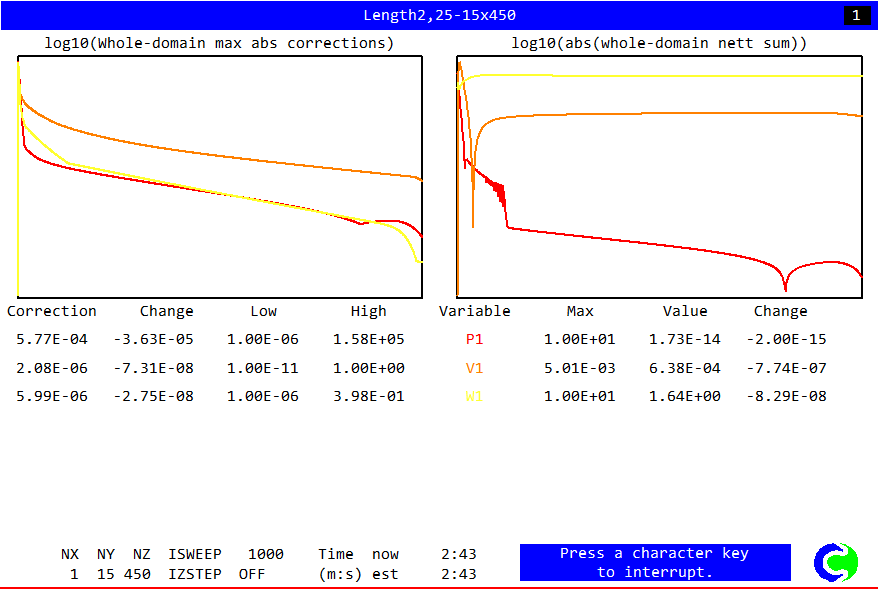 Length2,25-15x450 1
log10(Whole-domain max abs corrections) log10(abs(whole-domain nett sum))
Correction Change Low High Variable Max Value Change
5.77E-04 -3.63E-05 1.00E-06 1.58E+05 P1 1.00E+01 1.73E-14 -2.00E-15
2.08E-06 -7.31E-08 1.00E-11 1.00E+00 V1 5.01E-03 6.38E-04 -7.74E-07
5.99E-06 -2.75E-08 1.00E-06 3.98E-01 W1 1.00E+01 1.64E+00 -8.29E-08
NX NY NZ ISWEEP 1000 Time now 2:43 Press a character key
1 15 450 IZSTEP OFF (m:s) est 2:43 to interrupt.